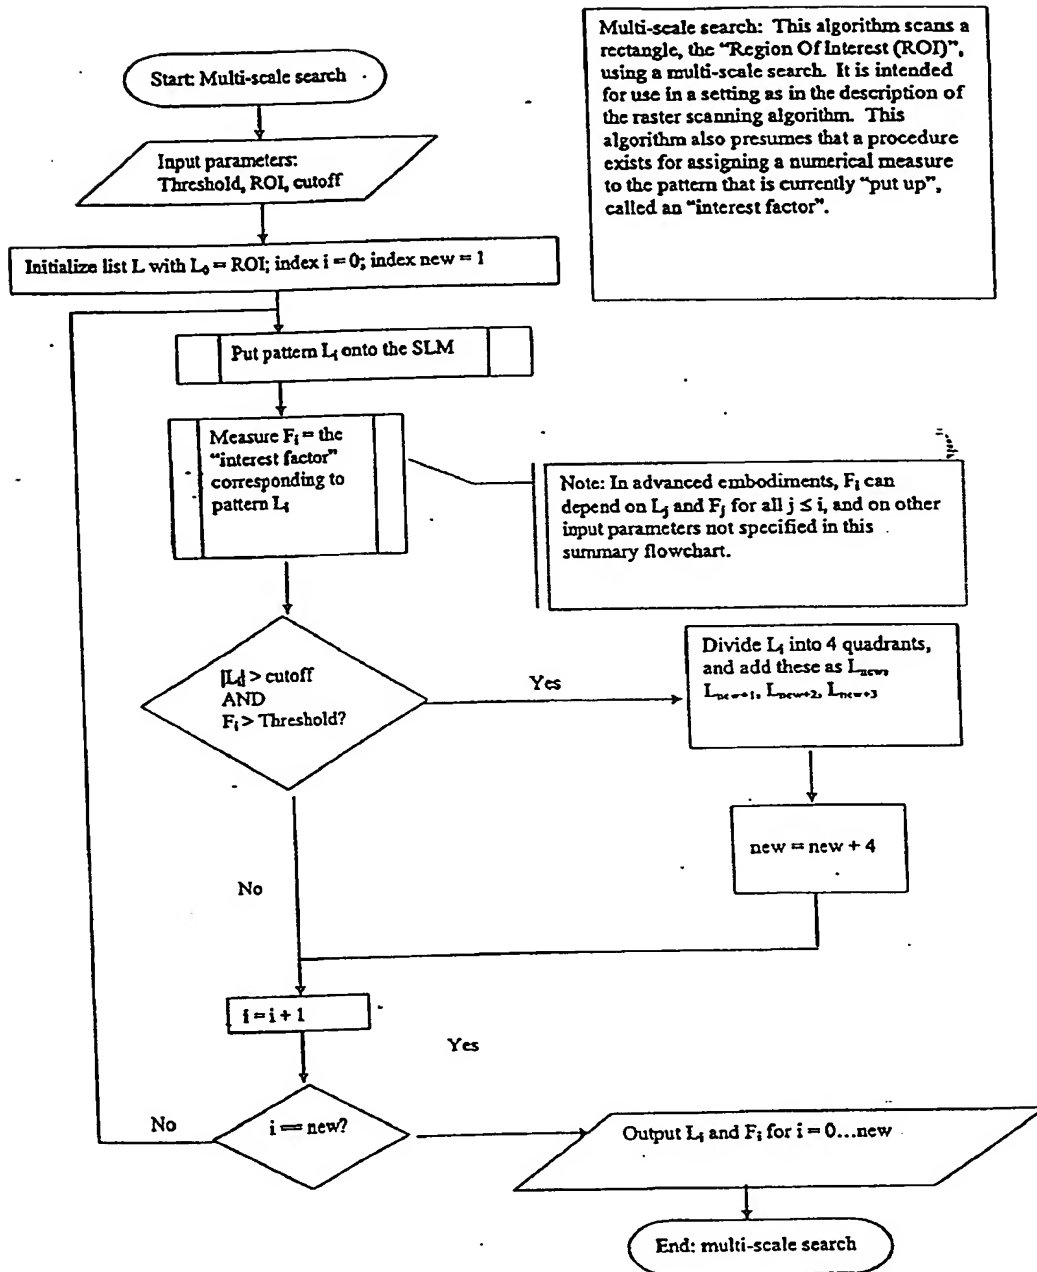 Start: Multi-scale search
Multi-scale search: This algorithm scans a
rectangle, the "Region Of Interest (ROI)",
using a multi-scale search. It is intended
for use in a setting as in the description of
the raster scanning algorithm. This
algorithm also presumes that a procedure
exists for assigning a numerical measure
to the pattern that is currently "put up",
called an "interest factor".
Input parameters:
Threshold, ROI, cutoff
Initialize list L with L₀ = ROI; index i = 0; index new = 1
Put pattern Lᵢ onto the SLM
Measure Fᵢ = the
"interest factor"
corresponding to
pattern Lᵢ
Note: In advanced embodiments, Fᵢ can
depend on Lⱼ and Fⱼ for all j ≤ i, and on other
input parameters not specified in this
summary flowchart.
|Lᵢ| > cutoff
AND
Fᵢ > Threshold?
Yes
Divide Lᵢ into 4 quadrants,
and add these as L_new,
L_new+1, L_new+2, L_new+3
new = new + 4
No
i = i + 1
Yes
No
i == new?
Output Lᵢ and Fᵢ for i = 0...new
End: multi-scale search